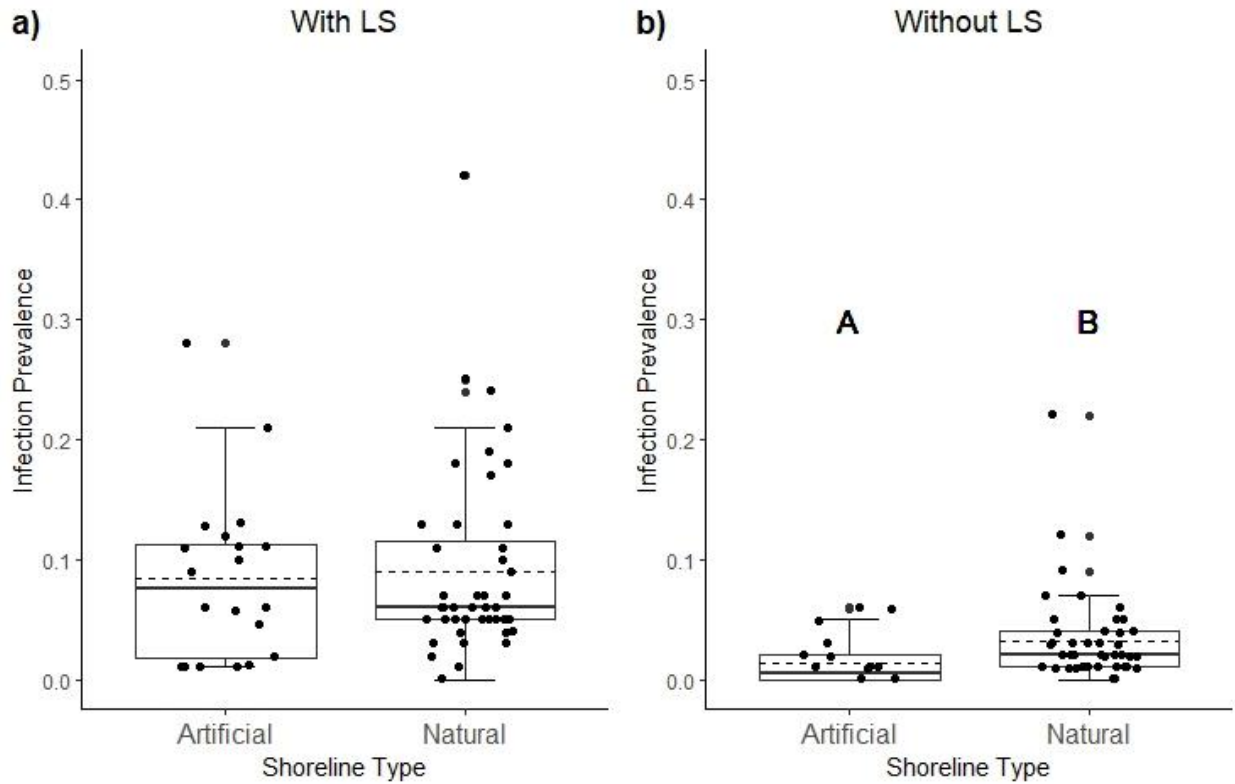 a)
With LS
Infection Prevalence
0.5
0.4
0.3
0.2
0.1
0.0
Artificial
Natural
Shoreline Type
b)
Without LS
Infection Prevalence
0.5
0.4
0.3
0.2
0.1
0.0
A
B
Artificial
Natural
Shoreline Type